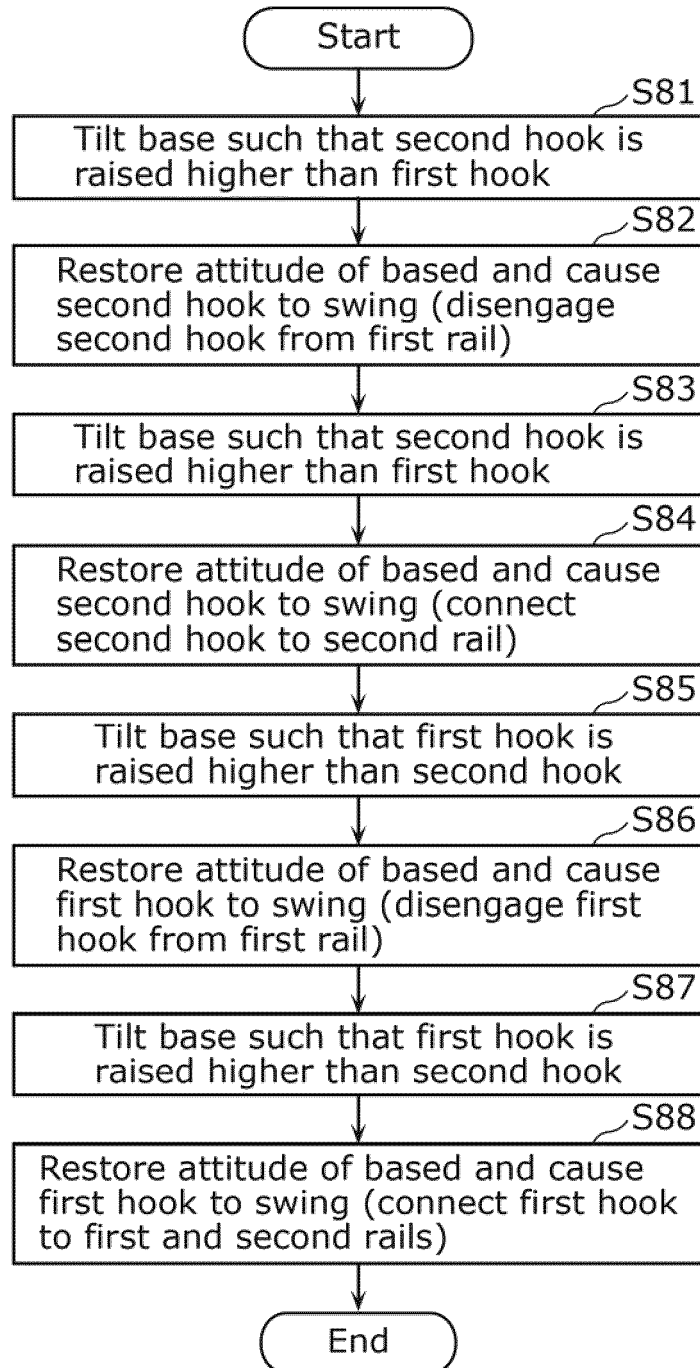 Start
S81
Tilt base such that second hook is
raised higher than first hook
S82
Restore attitude of based and cause
second hook to swing (disengage
second hook from first rail)
S83
Tilt base such that second hook is
raised higher than first hook
S84
Restore attitude of based and cause
second hook to swing (connect
second hook to second rail)
S85
Tilt base such that first hook is
raised higher than second hook
S86
Restore attitude of based and cause
first hook to swing (disengage first
hook from first rail)
S87
Tilt base such that first hook is
raised higher than second hook
S88
Restore attitude of based and cause
first hook to swing (connect first hook
to first and second rails)
End